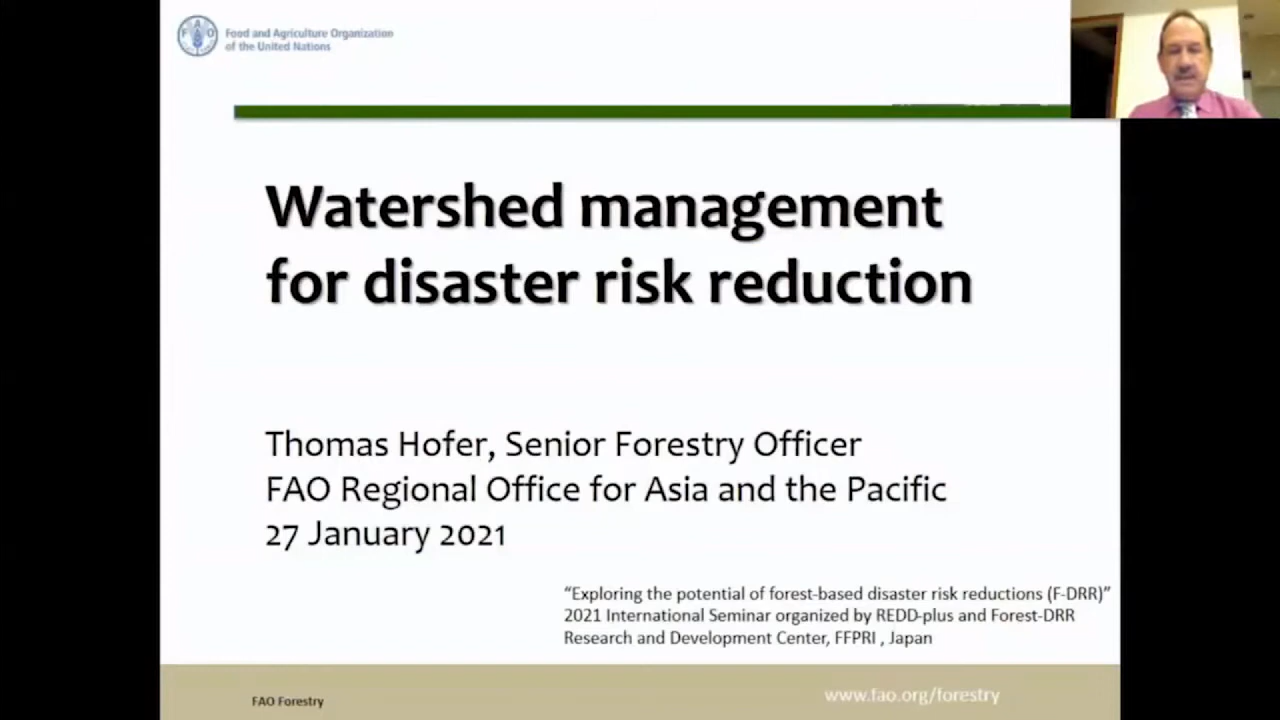 Food and Agriculture Organization
of the United Nations
Watershed management
for disaster risk reduction
Thomas Hofer, Senior Forestry Officer
FAO Regional Office for Asia and the Pacific
27 January 2021
“Exploring the potential of forest-based disaster risk reductions (F-DRR)”
2021 International Seminar organized by REDD-plus and Forest-DRR
Research and Development Center, FFPRI , Japan
FAO Forestry
www.fao.org/forestry